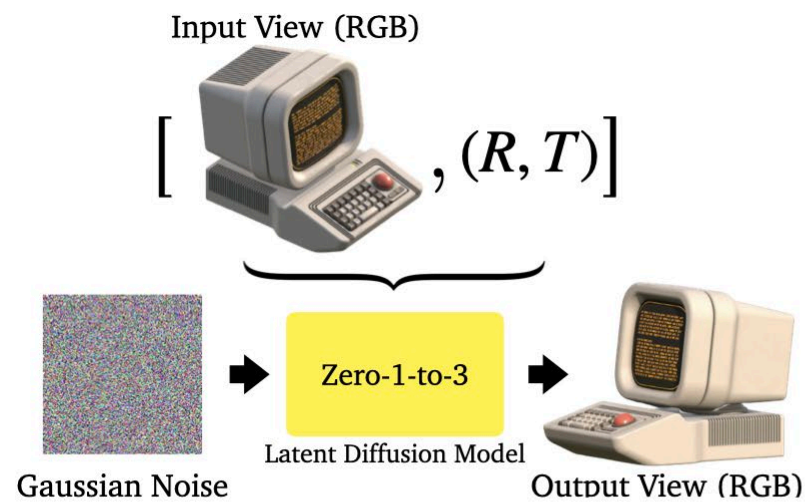 Input View (RGB)
[ , (R, T)]
Zero-1-to-3
Latent Diffusion Model
Gaussian Noise
Output View (RGB)